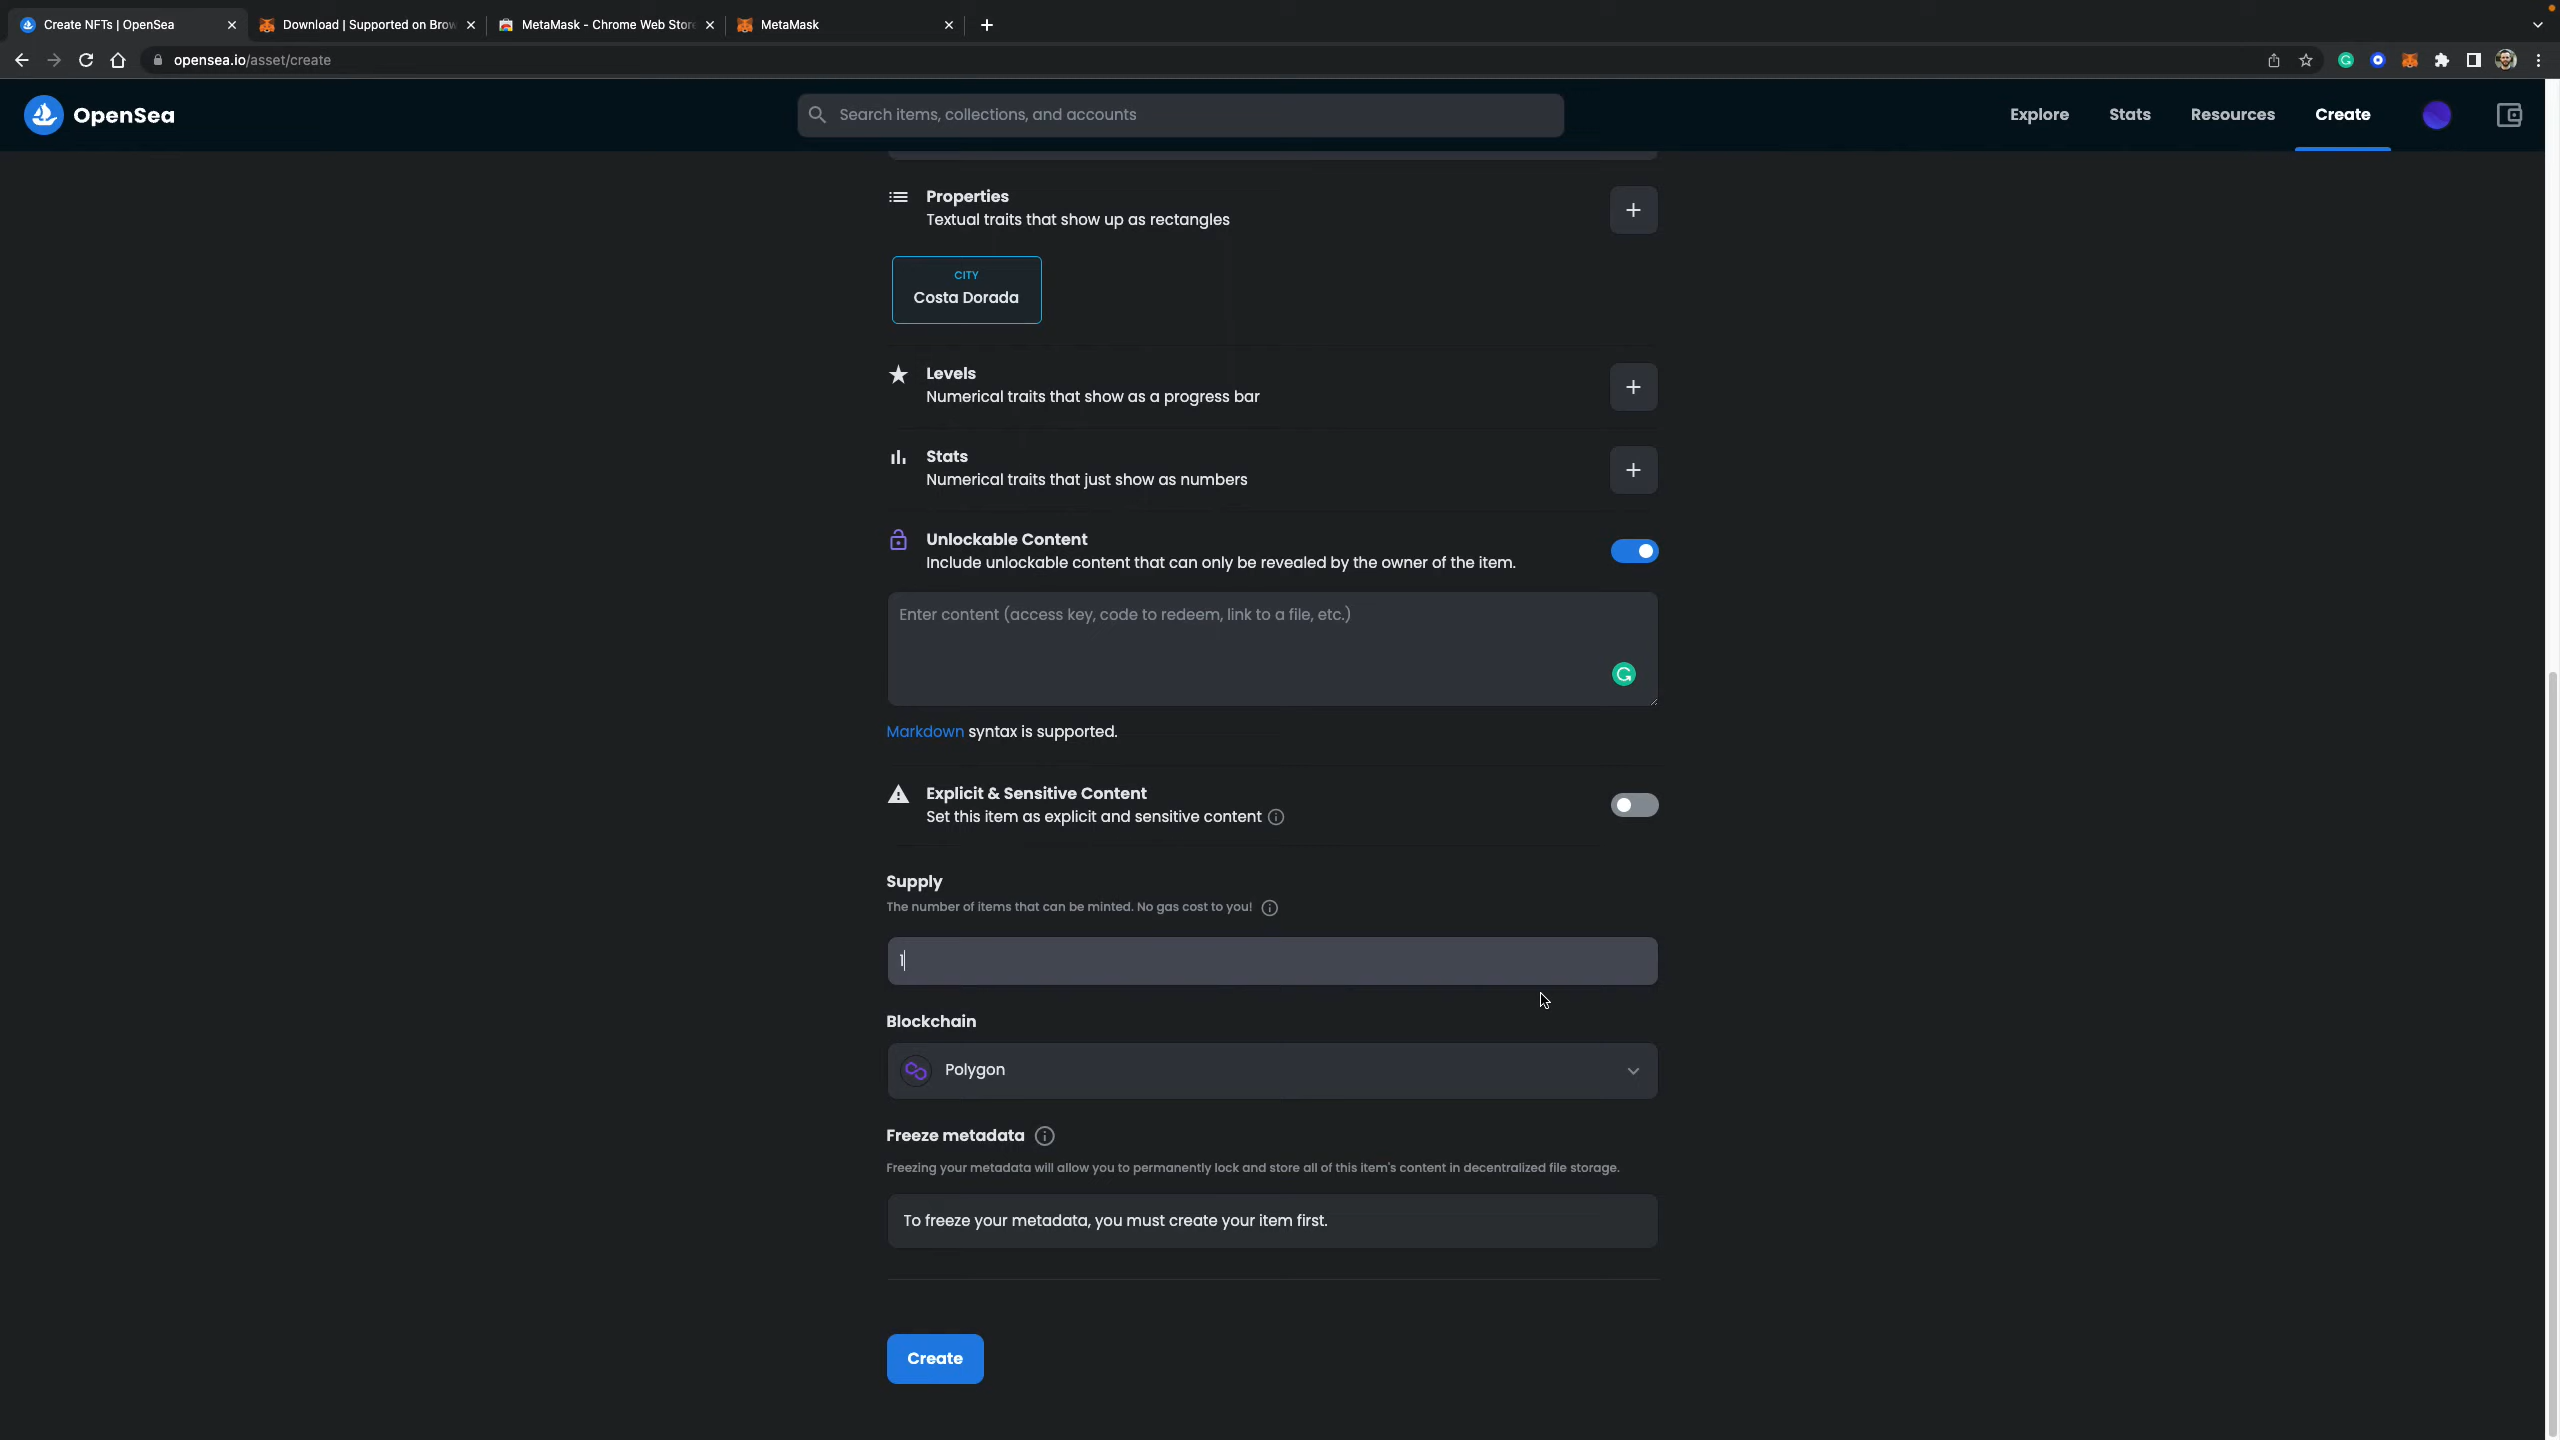 Create NFTs | OpenSea
Download | Supported on Brow
MetaMask - Chrome Web Store
MetaMask
opensea.io/asset/create
OpenSea
Search items, collections, and accounts
Explore
Stats
Resources
Create
Properties
Textual traits that show up as rectangles
CITY
Costa Dorada
Levels
Numerical traits that show as a progress bar
Stats
Numerical traits that just show as numbers
Unlockable Content
Include unlockable content that can only be revealed by the owner of the item.
Enter content (access key, code to redeem, link to a file, etc.)
Markdown syntax is supported.
Explicit & Sensitive Content
Set this item as explicit and sensitive content
Supply
The number of items that can be minted. No gas cost to you!
1
Blockchain
Polygon
Freeze metadata
Freezing your metadata will allow you to permanently lock and store all of this item's content in decentralized file storage.
To freeze your metadata, you must create your item first.
Create